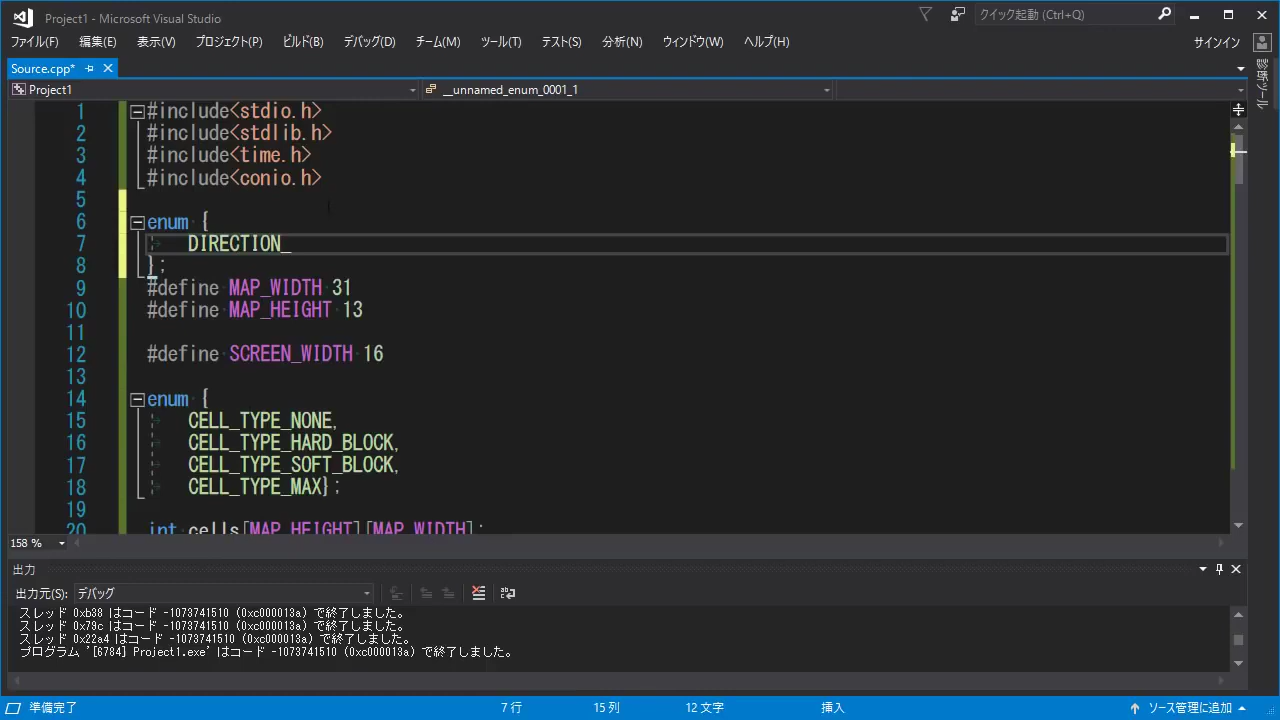 Project1 - Microsoft Visual Studio
クイック起動 (Ctrl+Q)
ファイル(F) 編集(E) 表示(V) プロジェクト(P) ビルド(B) デバッグ(D) チーム(M) ツール(T) テスト(S) 分析(N) ウィンドウ(W) ヘルプ(H) サインイン
Source.cpp*
診断ツール
Project1 __unnamed_enum_0001_1
1 #include<stdio.h>
2 #include<stdlib.h>
3 #include<time.h>
4 #include<conio.h>
5
6 enum {
7 DIRECTION_
8 };
9 #define MAP_WIDTH 31
10 #define MAP_HEIGHT 13
11
12 #define SCREEN_WIDTH 16
13
14 enum {
15 CELL_TYPE_NONE,
16 CELL_TYPE_HARD_BLOCK,
17 CELL_TYPE_SOFT_BLOCK,
18 CELL_TYPE_MAX};
19
20 int cells[MAP_HEIGHT][MAP_WIDTH];
158 %
出力
出力元(S): デバッグ
スレッド 0xb38 はコード -1073741510 (0xc000013a) で終了しました。
スレッド 0x79c はコード -1073741510 (0xc000013a) で終了しました。
スレッド 0x22a4 はコード -1073741510 (0xc000013a) で終了しました。
プログラム '[6784] Project1.exe' はコード -1073741510 (0xc000013a) で終了しました。
準備完了 7 行 15 列 12 文字 挿入 ソース管理に追加